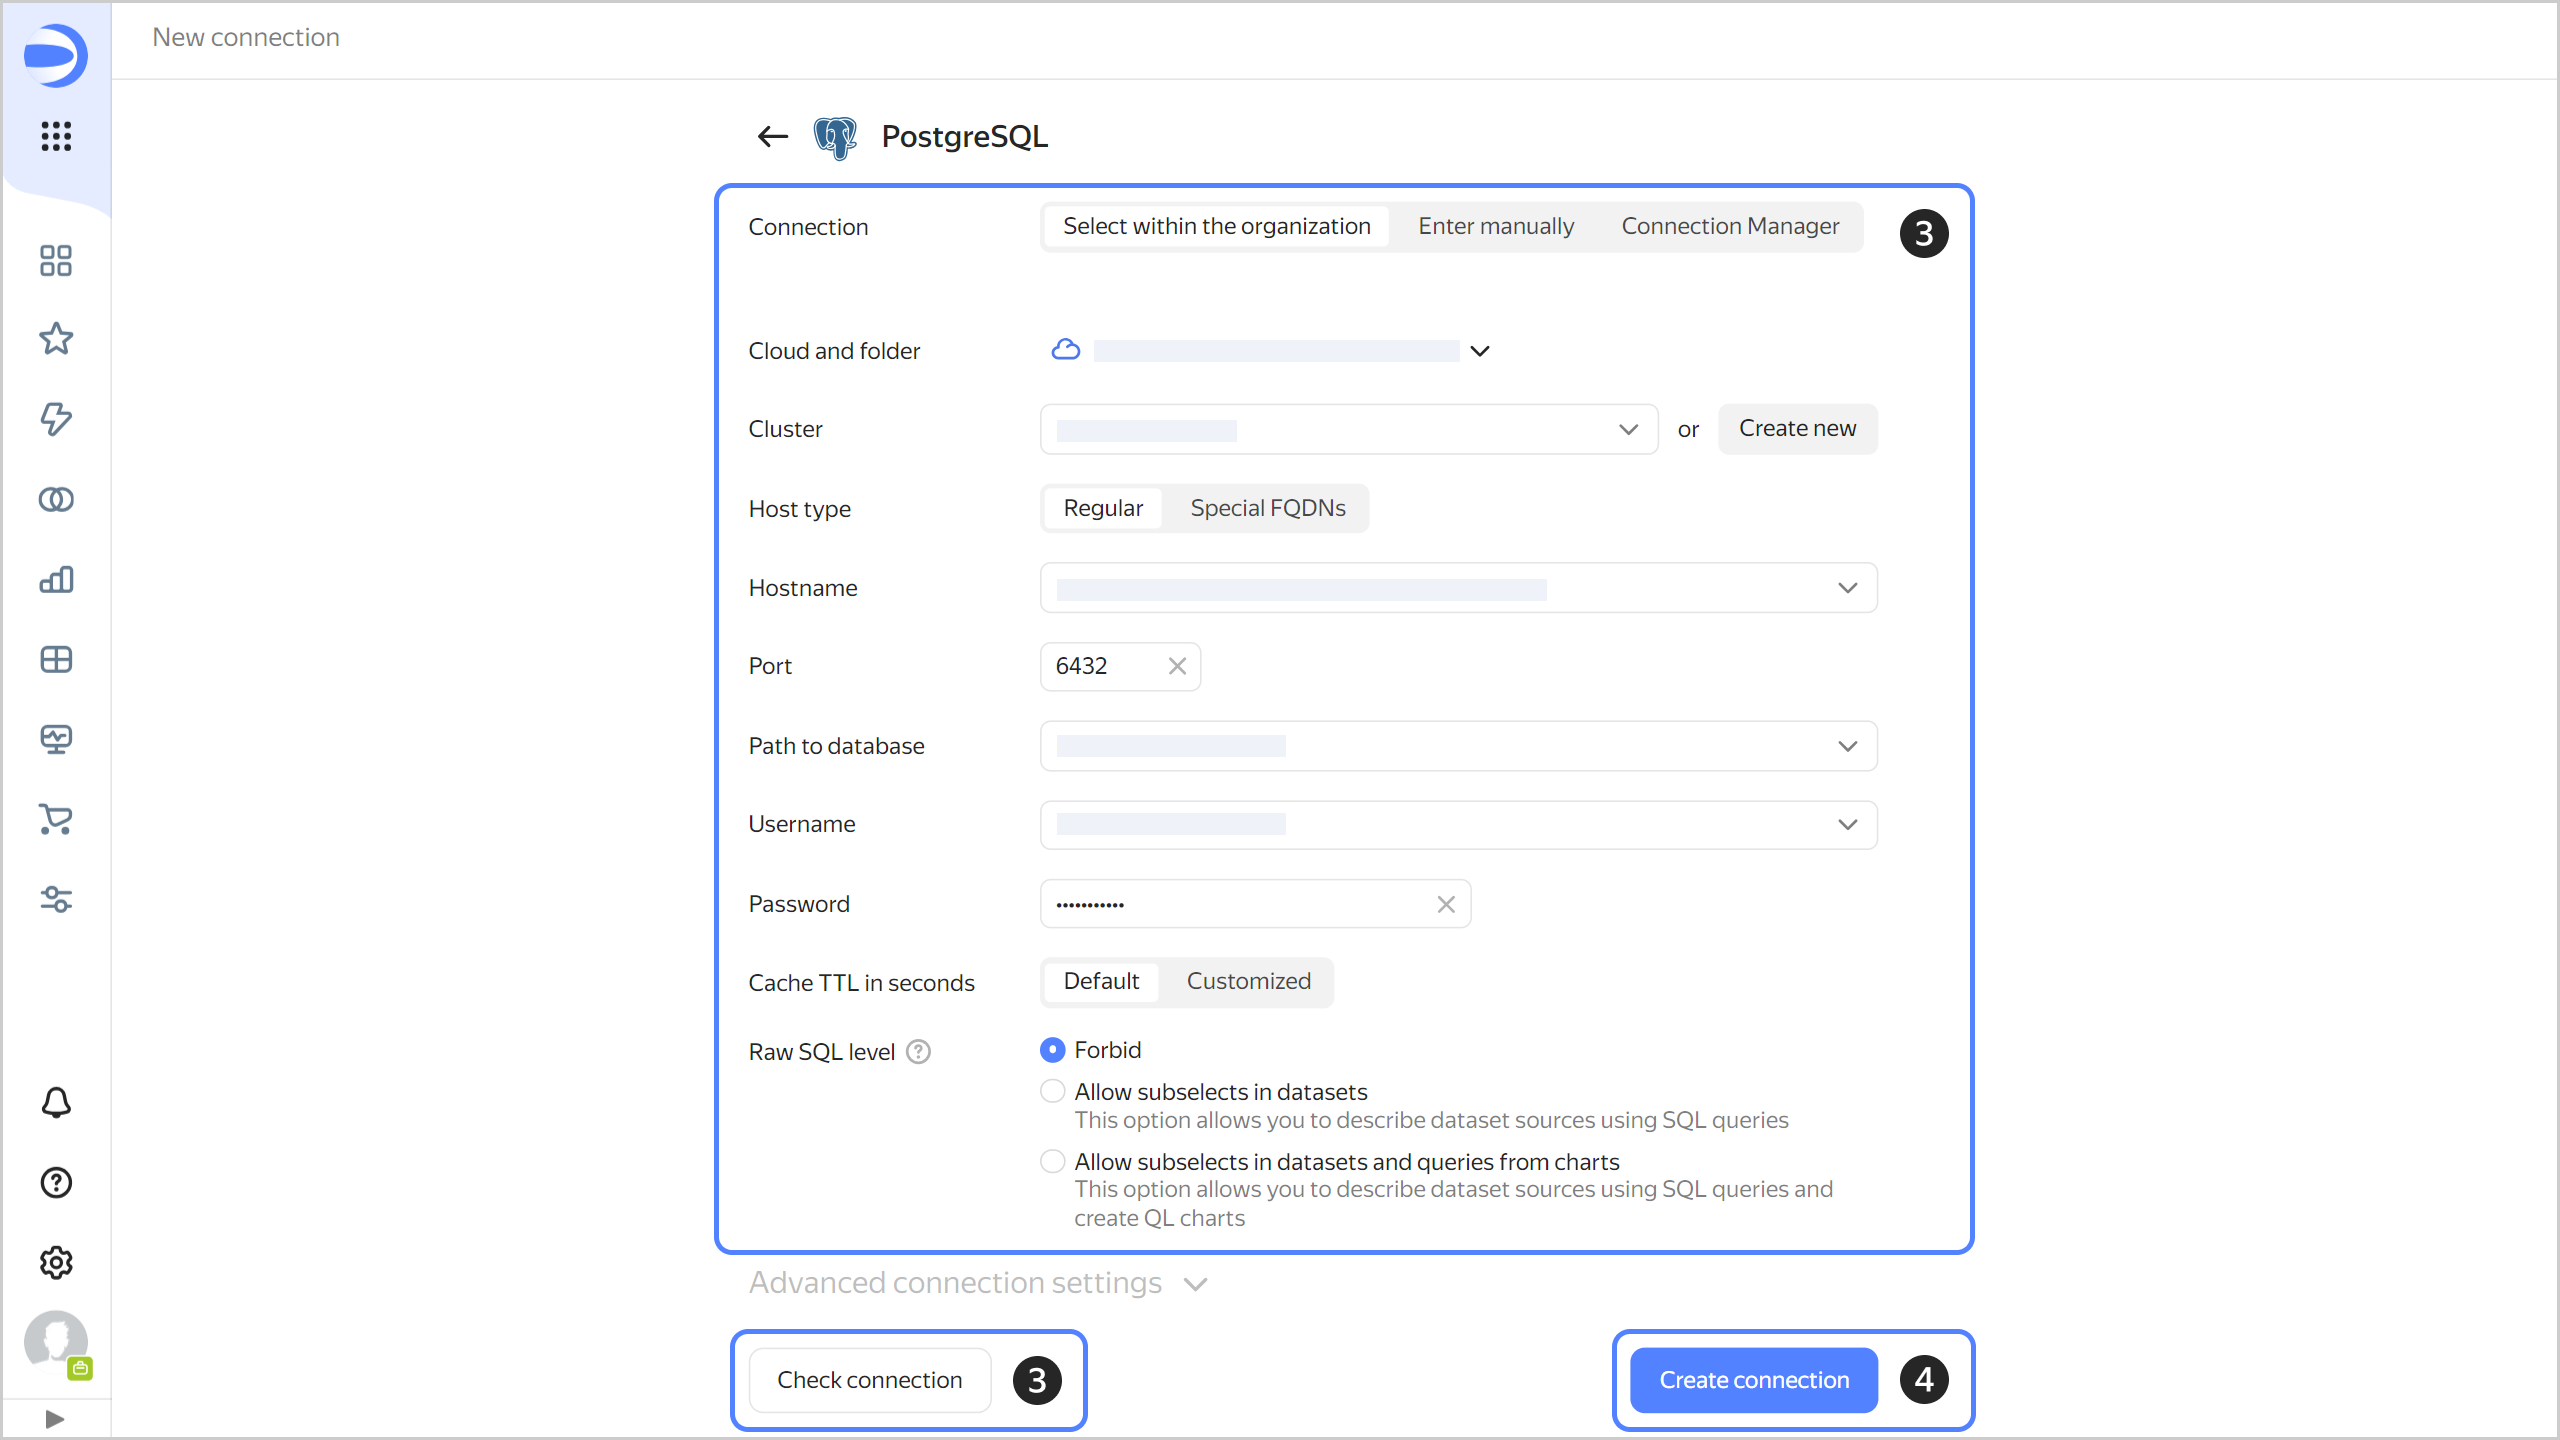 New connection
PostgreSQL
Connection Select within the organization Enter manually Connection Manager 3
Cloud and folder
Cluster or Create new
Host type Regular Special FQDNs
Hostname
Port 6432
Path to database
Username
Password •••••••••••
Cache TTL in seconds Default Customized
Raw SQL level ? Forbid
Allow subselects in datasets
This option allows you to describe dataset sources using SQL queries
Allow subselects in datasets and queries from charts
This option allows you to describe dataset sources using SQL queries and
create QL charts
Advanced connection settings
Check connection 3 Create connection 4